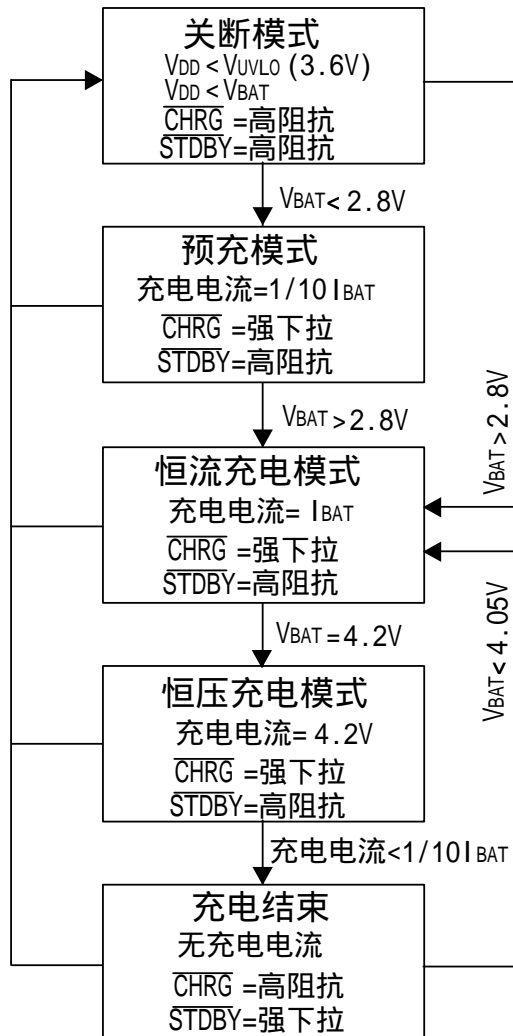 关断模式
VDD < VUVLO (3.6V)
VDD < VBAT
CHRG =高阻抗
STDBY=高阻抗
VBAT< 2.8V
预充模式
充电电流=1/10IBAT
CHRG =强下拉
STDBY=高阻抗
VBAT>2.8V
恒流充电模式
充电电流= IBAT
CHRG =强下拉
STDBY=高阻抗
VBAT>2.8V
VBAT< 4.05V
VBAT=4.2V
恒压充电模式
充电电流= 4.2V
CHRG =强下拉
STDBY=高阻抗
充电电流<1/10IBAT
充电结束
无充电电流
CHRG =高阻抗
STDBY=强下拉